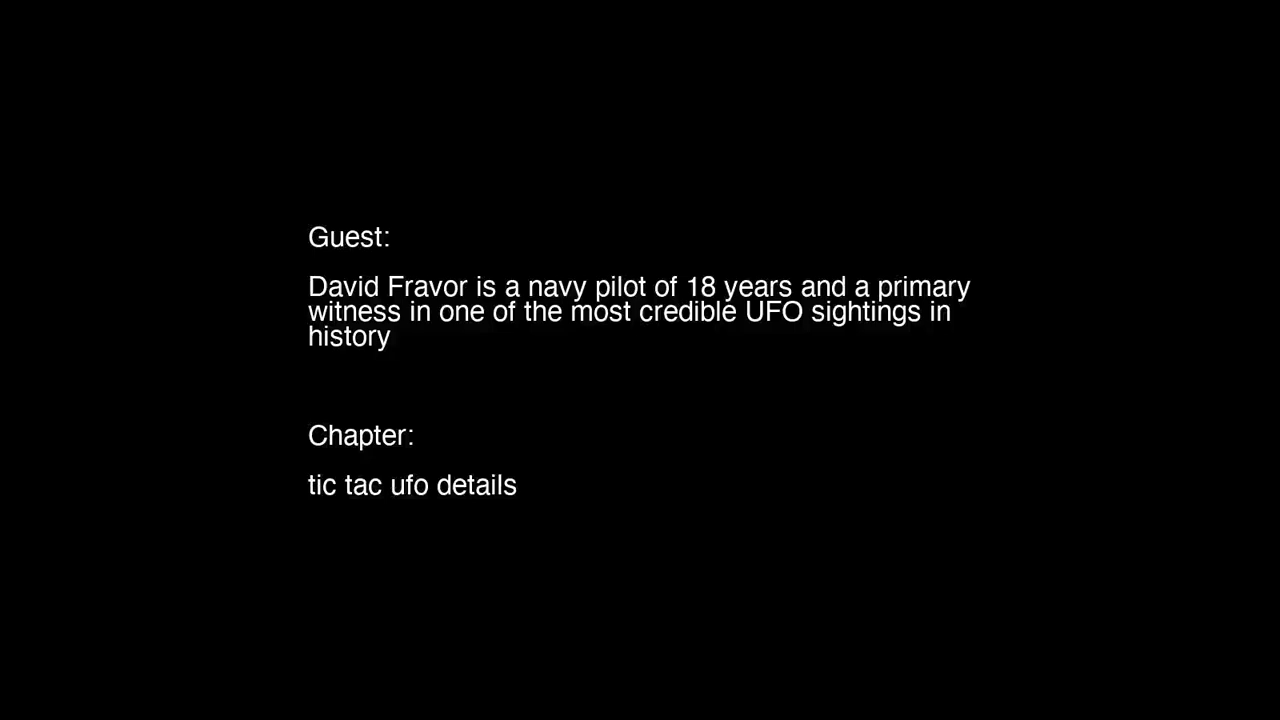 Guest:
David Fravor is a navy pilot of 18 years and a primary
witness in one of the most credible UFO sightings in
history
Chapter:
tic tac ufo details